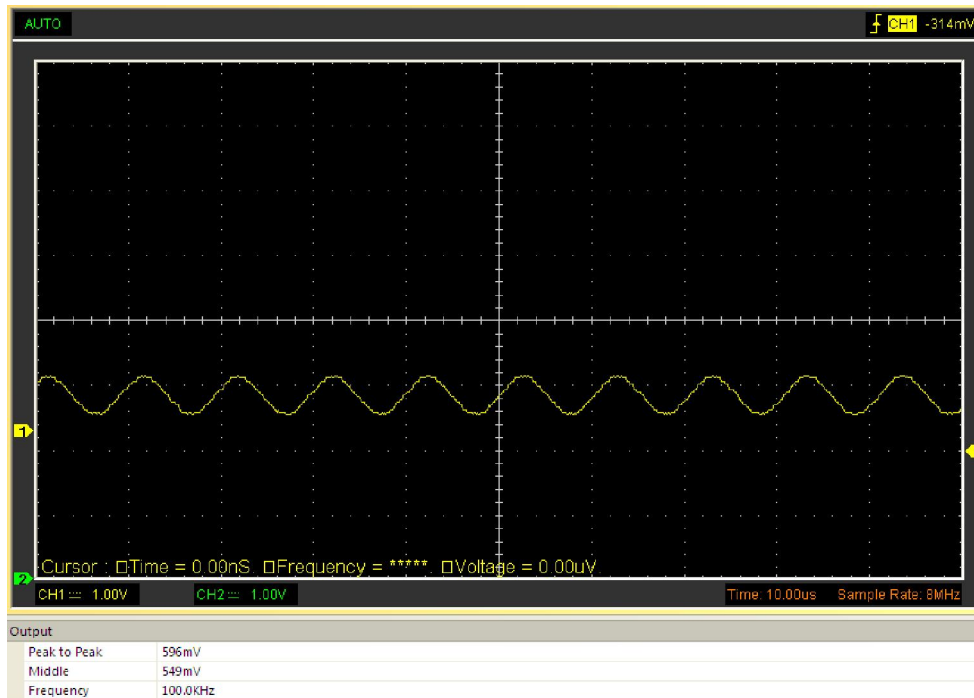 AUTO
CH1 -314mV
1
2
Cursor : □Time = 0.00nS □Frequency = ***** □Voltage = 0.00uV
CH1 1.00V CH2 1.00V Time: 10.00us Sample Rate: 8MHz
Output
Peak to Peak 596mV
Middle 549mV
Frequency 100.0KHz